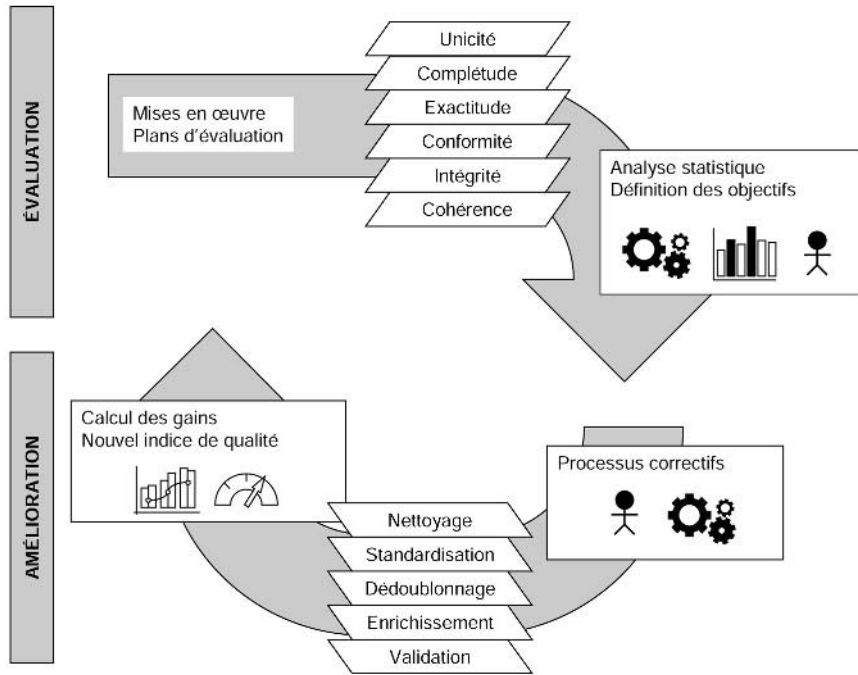 ÉVALUATION
Mises en œuvre
Plans d'évaluation
Unicité
Complétude
Exactitude
Conformité
Intégrité
Cohérence
Analyse statistique
Définition des objectifs
AMÉLIORATION
Calcul des gains
Nouvel indice de qualité
Processus correctifs
Nettoyage
Standardisation
Dédoublonnage
Enrichissement
Validation